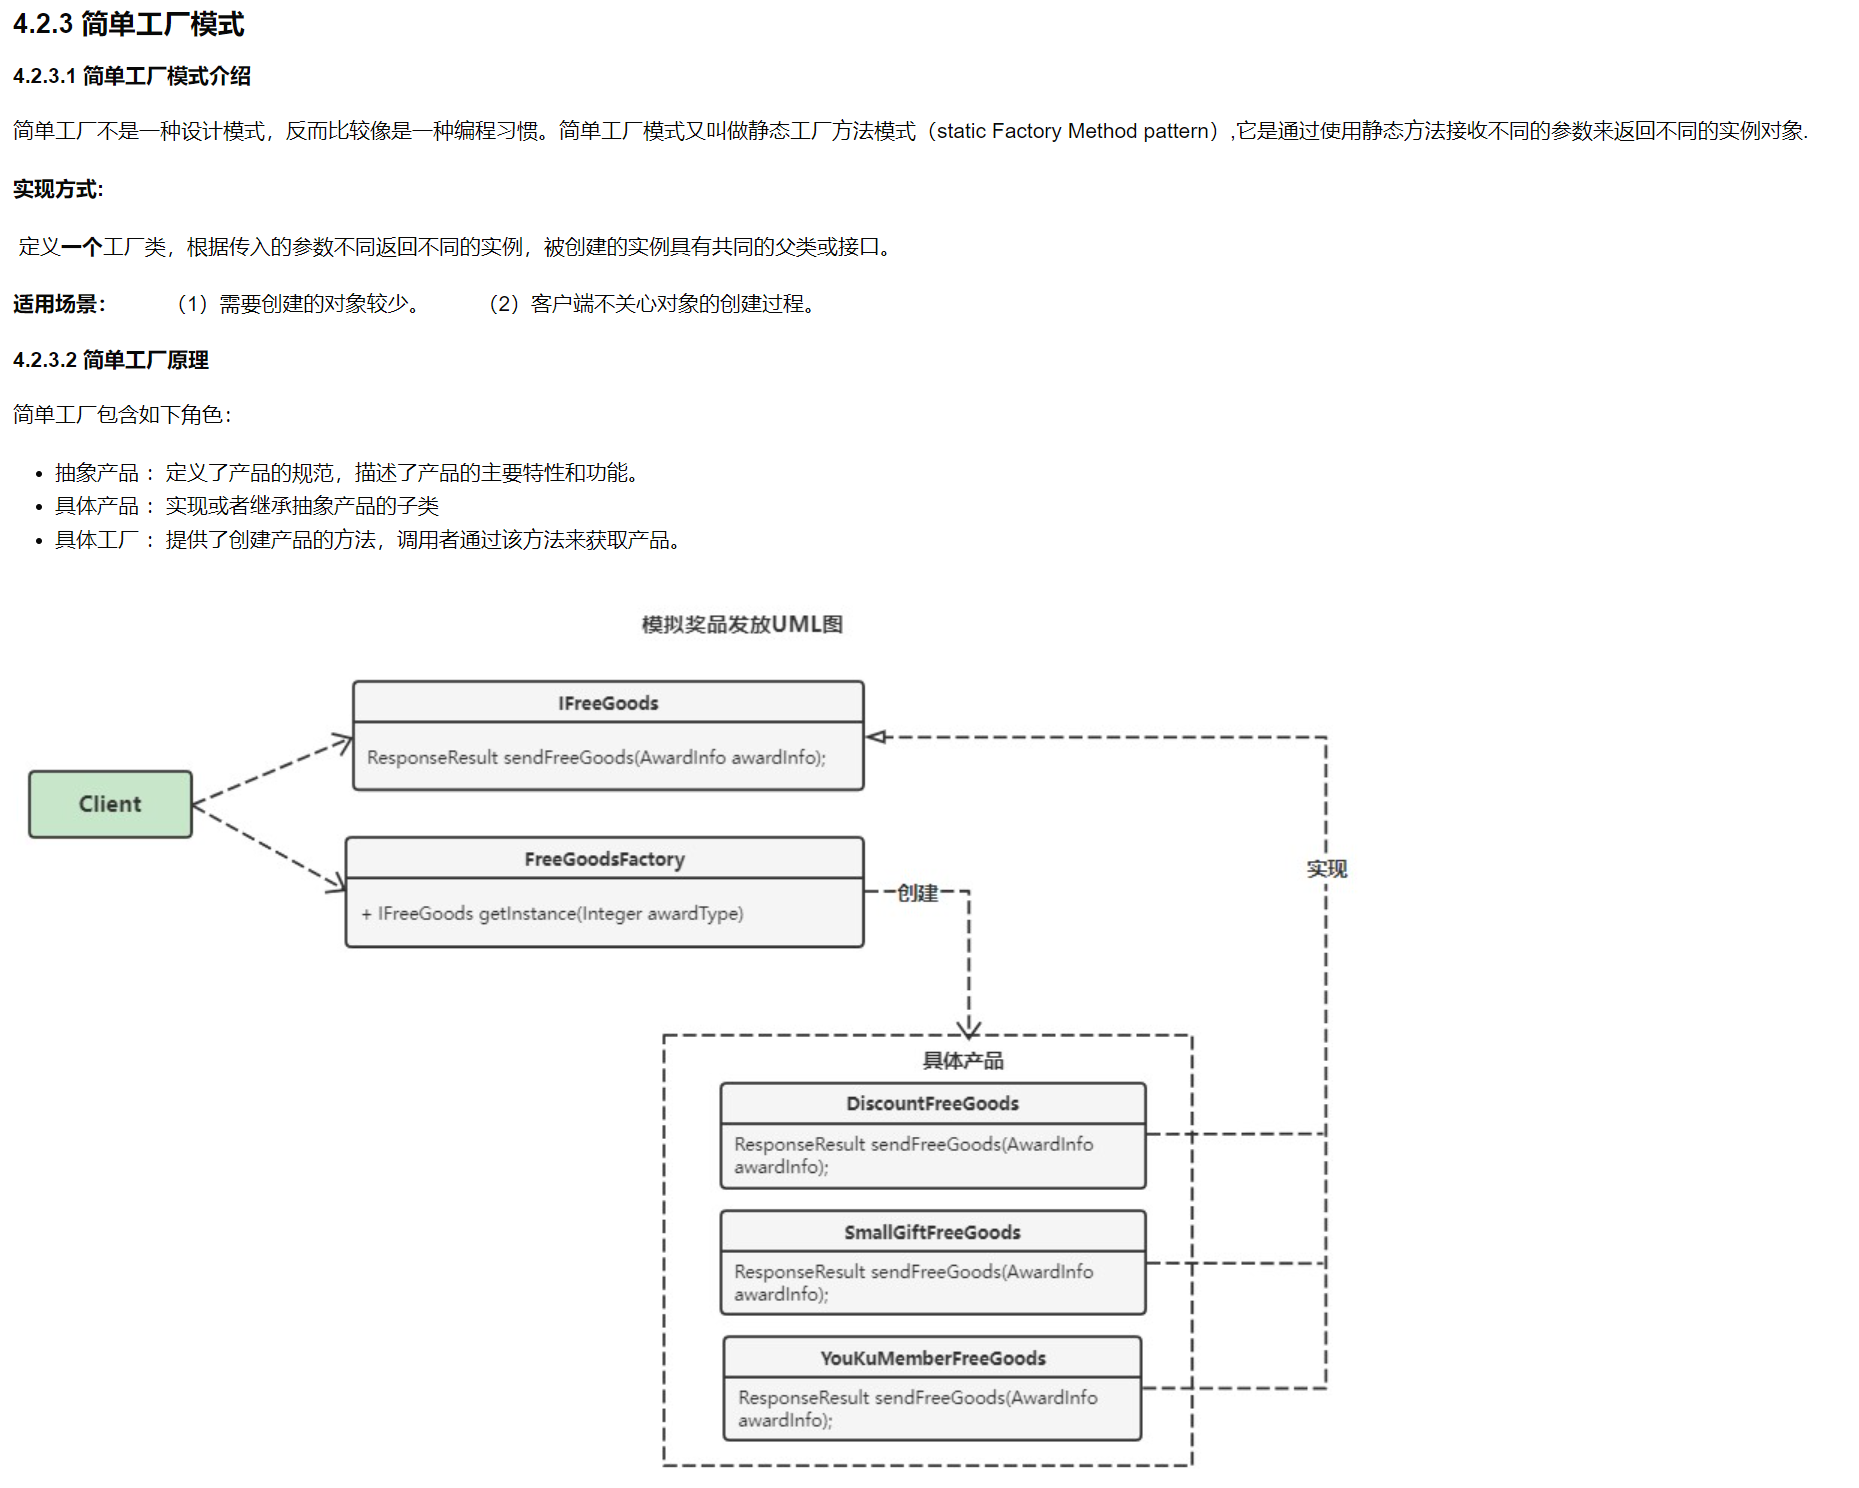 4.2.3 简单工厂模式
4.2.3.1 简单工厂模式介绍
简单工厂不是一种设计模式，反而比较像是一种编程习惯。简单工厂模式又叫做静态工厂方法模式（static Factory Method pattern）,它是通过使用静态方法接收不同的参数来返回不同的实例对象.
实现方式:
定义一个工厂类，根据传入的参数不同返回不同的实例，被创建的实例具有共同的父类或接口。
适用场景： （1）需要创建的对象较少。 （2）客户端不关心对象的创建过程。
4.2.3.2 简单工厂原理
简单工厂包含如下角色：
• 抽象产品 ：定义了产品的规范，描述了产品的主要特性和功能。
• 具体产品 ：实现或者继承抽象产品的子类
• 具体工厂 ：提供了创建产品的方法，调用者通过该方法来获取产品。
模拟奖品发放UML图
IFreeGoods
ResponseResult sendFreeGoods(AwardInfo awardInfo);
Client
FreeGoodsFactory
+ IFreeGoods getInstance(Integer awardType)
创建
实现
具体产品
DiscountFreeGoods
ResponseResult sendFreeGoods(AwardInfo
awardInfo);
SmallGiftFreeGoods
ResponseResult sendFreeGoods(AwardInfo
awardInfo);
YouKuMemberFreeGoods
ResponseResult sendFreeGoods(AwardInfo
awardInfo);